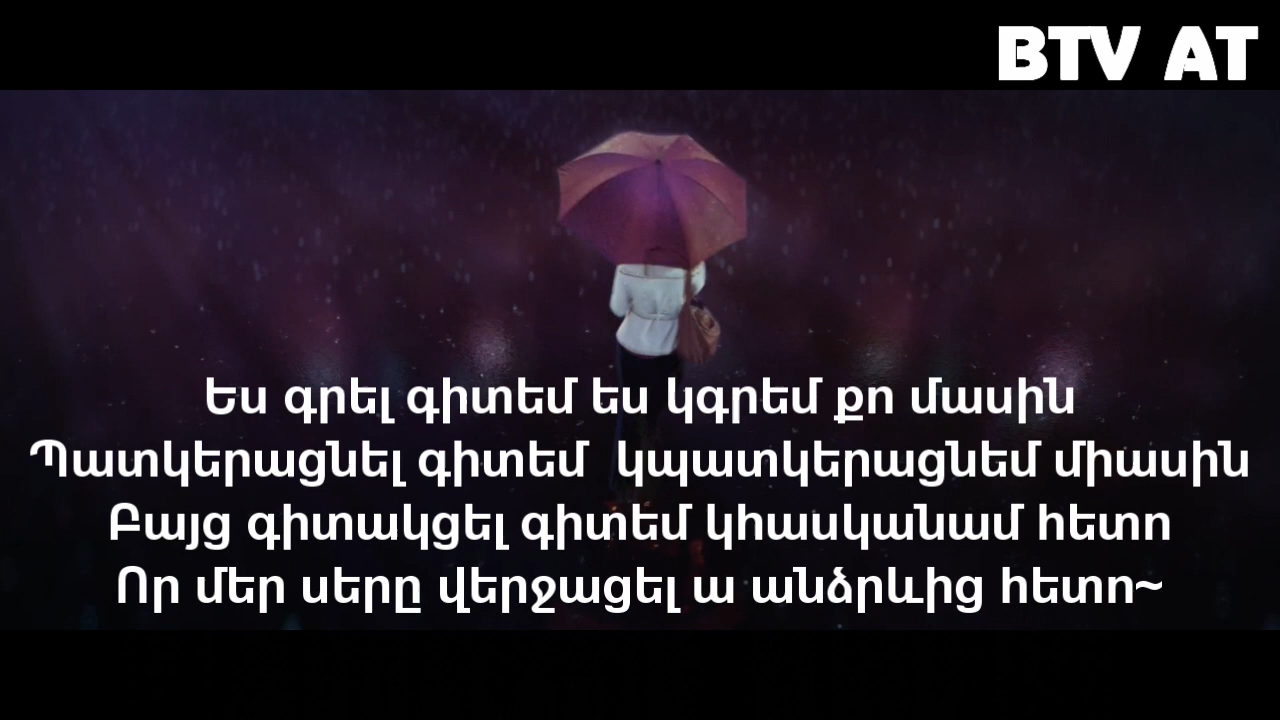 BTV AT
Ես գրել գիտեմ ես կգրեմ քո մասին
Պատկերացնել գիտեմ  կպատկերացնեմ միասին
Բայց գիտակցել գիտեմ կհասկանամ հետո
Որ մեր սերը վերջացել ա անձրևից հետո~